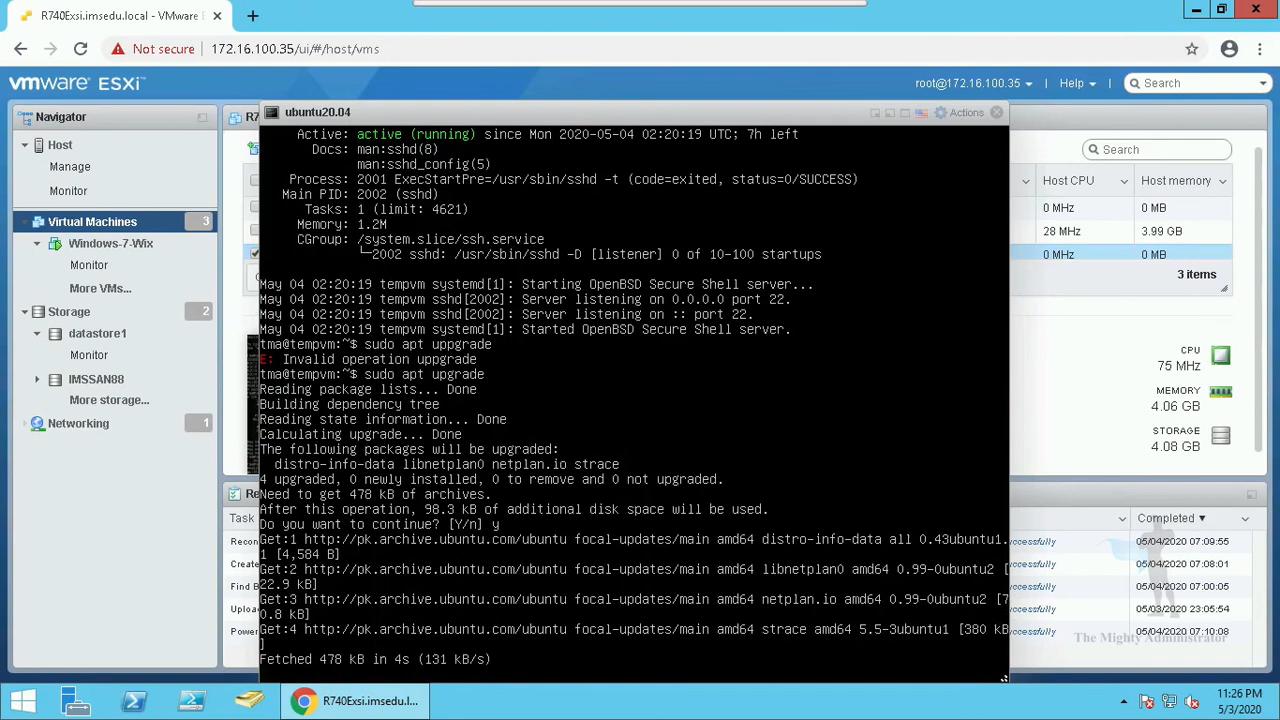 R740Exsi.imsedu.local - VMware E
Not secure
172.16.100.35/ui/#/host/vms
vmware ESXi™
root@172.16.100.35
Help
Search
Navigator
Host
Manage
Monitor
Virtual Machines
3
Windows-7-Wix
Monitor
More VMs...
Storage
2
datastore1
Monitor
IMSSAN88
More storage...
Networking
1
R7
ubuntu20.04
Actions
Active: active (running) since Mon 2020-05-04 02:20:19 UTC; 7h left
Docs: man:sshd(8)
man:sshd_config(5)
Process: 2001 ExecStartPre=/usr/sbin/sshd -t (code=exited, status=0/SUCCESS)
Main PID: 2002 (sshd)
Tasks: 1 (limit: 4621)
Memory: 1.2M
CGroup: /system.slice/ssh.service
└─2002 sshd: /usr/sbin/sshd -D [listener] 0 of 10-100 startups
May 04 02:20:19 tempvm systemd[1]: Starting OpenBSD Secure Shell server...
May 04 02:20:19 tempvm sshd[2002]: Server listening on 0.0.0.0 port 22.
May 04 02:20:19 tempvm sshd[2002]: Server listening on :: port 22.
May 04 02:20:19 tempvm systemd[1]: Started OpenBSD Secure Shell server.
tma@tempvm:~$ sudo apt uppgrade
E: Invalid operation uppgrade
tma@tempvm:~$ sudo apt upgrade
Reading package lists... Done
Building dependency tree
Reading state information... Done
Calculating upgrade... Done
The following packages will be upgraded:
distro-info-data libnetplan0 netplan.io strace
4 upgraded, 0 newly installed, 0 to remove and 0 not upgraded.
Need to get 478 kB of archives.
After this operation, 98.3 kB of additional disk space will be used.
Do you want to continue? [Y/n] y
Get:1 http://pk.archive.ubuntu.com/ubuntu focal-updates/main amd64 distro-info-data all 0.43ubuntu1.
1 [4,584 B]
Get:2 http://pk.archive.ubuntu.com/ubuntu focal-updates/main amd64 libnetplan0 amd64 0.99-0ubuntu2 [
22.9 kB]
Get:3 http://pk.archive.ubuntu.com/ubuntu focal-updates/main amd64 netplan.io amd64 0.99-0ubuntu2 [7
0.8 kB]
Get:4 http://pk.archive.ubuntu.com/ubuntu focal-updates/main amd64 strace amd64 5.5-3ubuntu1 [380 kB
]
Fetched 478 kB in 4s (131 kB/s)
Search
Host CPU
Host memory
0 MHz
0 MB
28 MHz
3.99 GB
0 MHz
0 MB
3 items
CPU
75 MHz
MEMORY
4.06 GB
STORAGE
4.08 GB
Re
Task
Completed ▼
Recon
uccessfully
05/04/2020 07:09:55
Create
uccessfully
05/04/2020 07:08:01
Find B
uccessfully
05/04/2020 07:00:05
Uploa
uccessfully
05/03/2020 23:05:54
Power
uccessfully
05/04/2020 07:10:08
The Mighty Administrator
R740Exsi.imsedu.l...
11:26 PM
5/3/2020